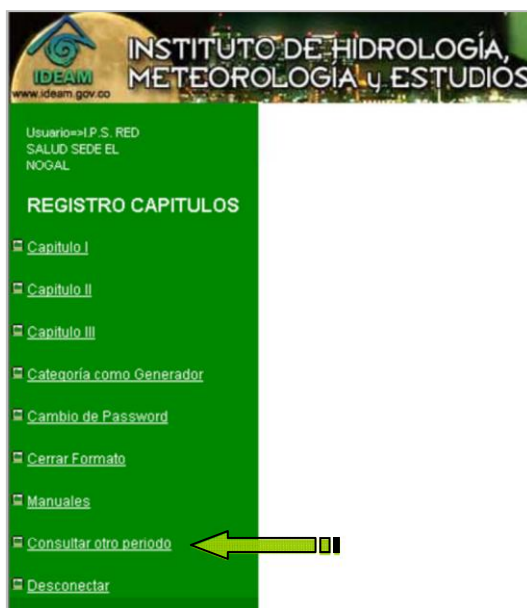 INSTITUTO DE HIDROLOGÍA,
METEOROLOGÍA y ESTUDIOS
IDEAM
www.ideam.gov.co
Usuario=>I.P.S. RED
SALUD SEDE EL
NOGAL
REGISTRO CAPITULOS
Capitulo I
Capitulo II
Capitulo III
Categoría como Generador
Cambio de Password
Cerrar Formato
Manuales
Consultar otro periodo
Desconectar